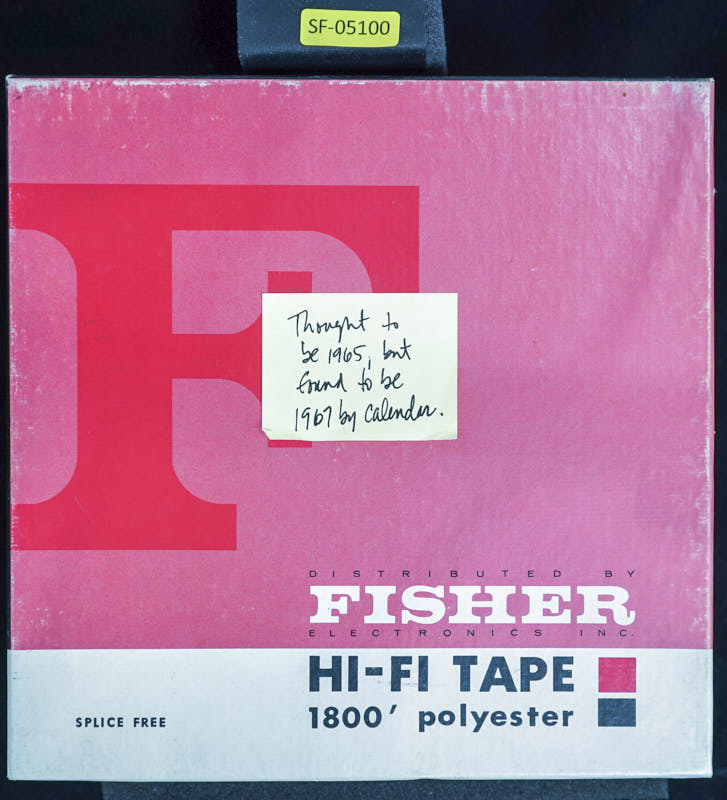 SF-05100
Thought to
be 1965, but
found to be
1967 by Calender.
DISTRIBUTED BY
FISHER
ELECTRONICS INC.
HI-FI TAPE
1800' polyester
SPLICE FREE